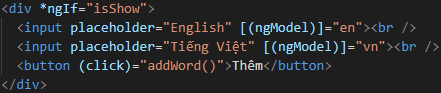 <div *ngIf="isShow">
  <input placeholder="English" [(ngModel)]="en"><br />
  <input placeholder="Tiếng Việt" [(ngModel)]="vn"><br />
  <button (click)="addWord()">Thêm</button>
</div>